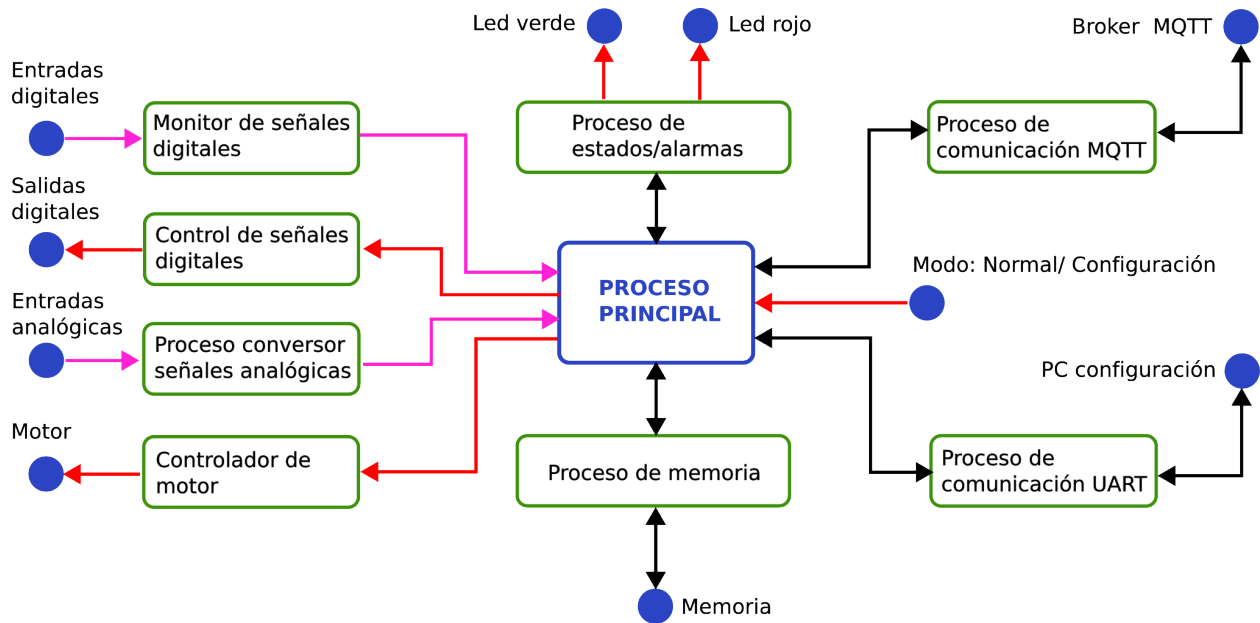 Led verde
Led rojo
Broker MQTT
Entradas
digitales
Monitor de señales
digitales
Proceso de
estados/alarmas
Proceso de
comunicación MQTT
Salidas
digitales
Control de señales
digitales
PROCESO
PRINCIPAL
Modo: Normal/ Configuración
Entradas
analógicas
Proceso conversor
señales analógicas
PC configuración
Motor
Controlador de
motor
Proceso de memoria
Proceso de
comunicación UART
Memoria